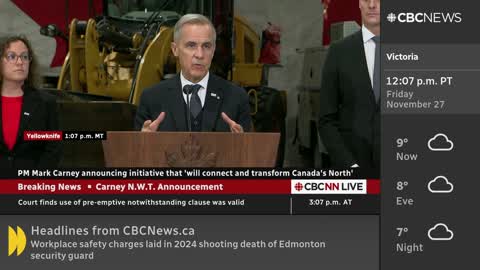 CBCNEWS
Victoria
12:07 p.m. PT
Friday
November 27
9°
Now
8°
Eve
7°
Night
Yellowknife
1:07 p.m. MT
PM Mark Carney announcing initiative that 'will connect and transform Canada's North'
Breaking News • Carney N.W.T. Announcement
CBCNN LIVE
Court finds use of pre-emptive notwithstanding clause was valid
3:07 p.m. AT
Headlines from CBCNews.ca
Workplace safety charges laid in 2024 shooting death of Edmonton
security guard